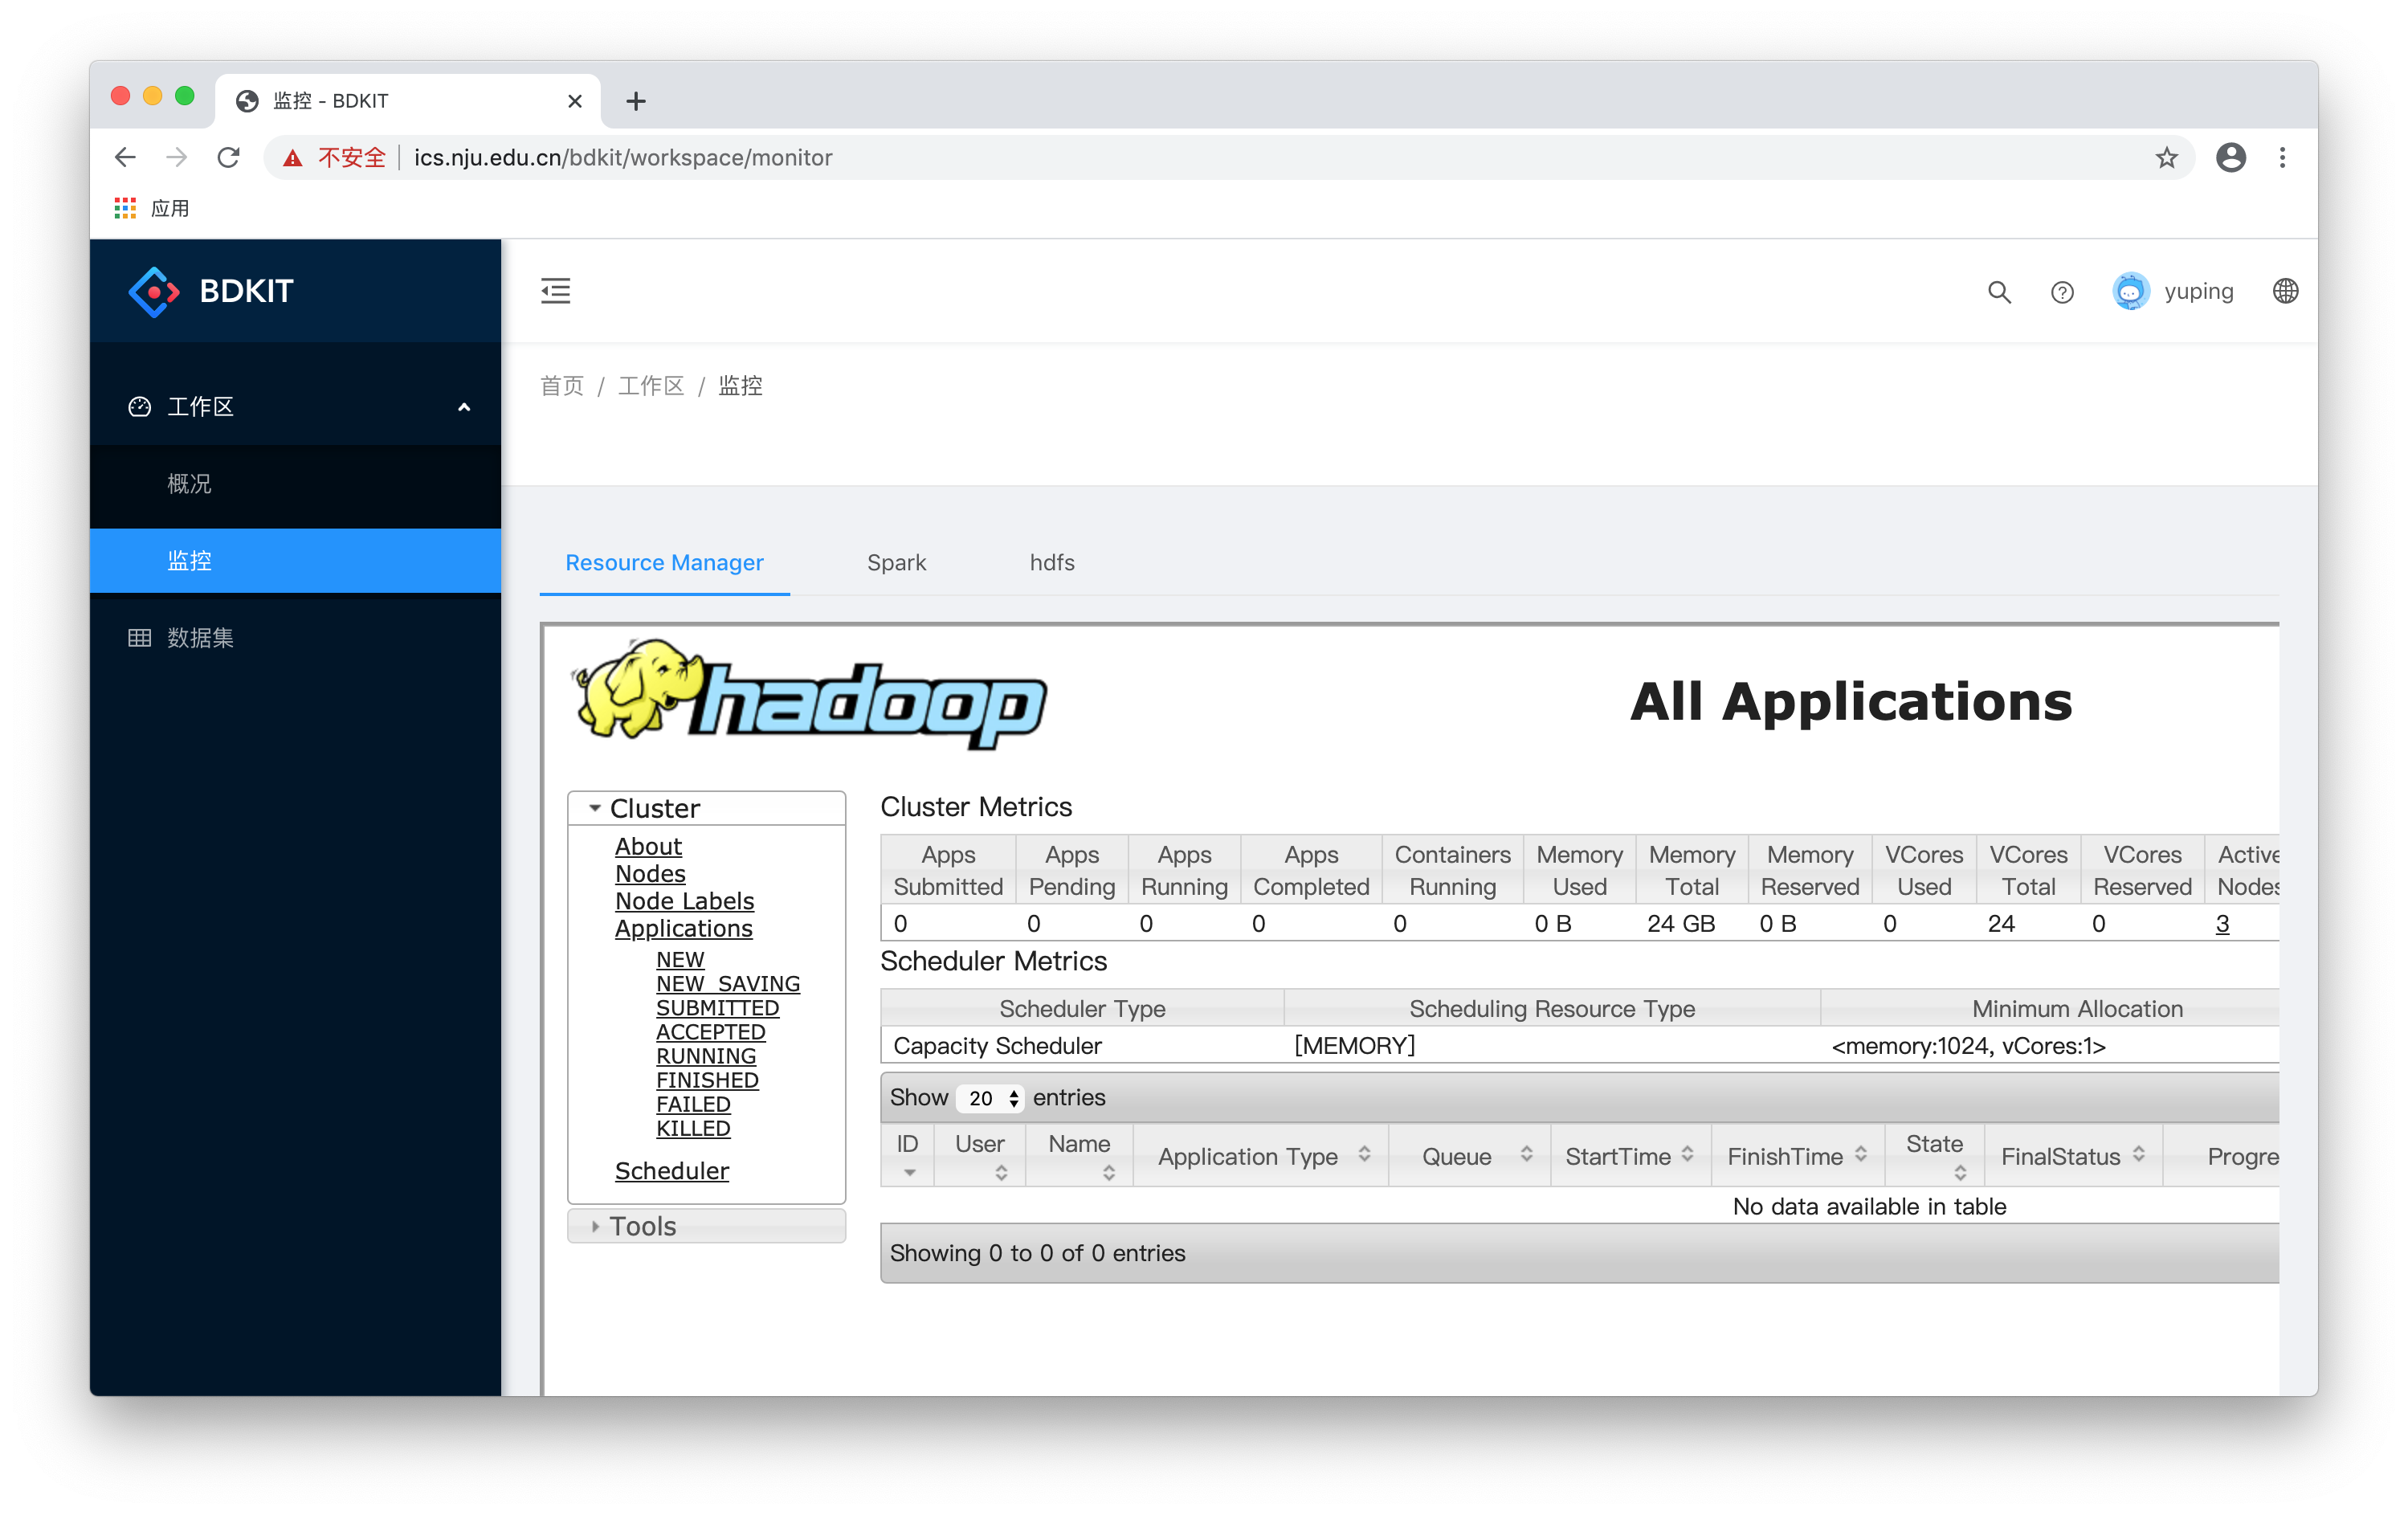 监控 - BDKIT
不安全 ics.nju.edu.cn/bdkit/workspace/monitor
应用
BDKIT
yuping
工作区
概况
监控
数据集
首页 / 工作区 / 监控
Resource Manager Spark hdfs
hadoop
All Applications
Cluster
About
Nodes
Node Labels
Applications
NEW
NEW_SAVING
SUBMITTED
ACCEPTED
RUNNING
FINISHED
FAILED
KILLED
Scheduler
Tools
Cluster Metrics
Apps Submitted Apps Pending Apps Running Apps Completed Containers Running Memory Used Memory Total Memory Reserved VCores Used VCores Total VCores Reserved Active Nodes
0 0 0 0 0 0 B 24 GB 0 B 0 24 0 3
Scheduler Metrics
Scheduler Type Scheduling Resource Type Minimum Allocation
Capacity Scheduler [MEMORY] <memory:1024, vCores:1>
Show 20 entries
ID User Name Application Type Queue StartTime FinishTime State FinalStatus Progre
No data available in table
Showing 0 to 0 of 0 entries